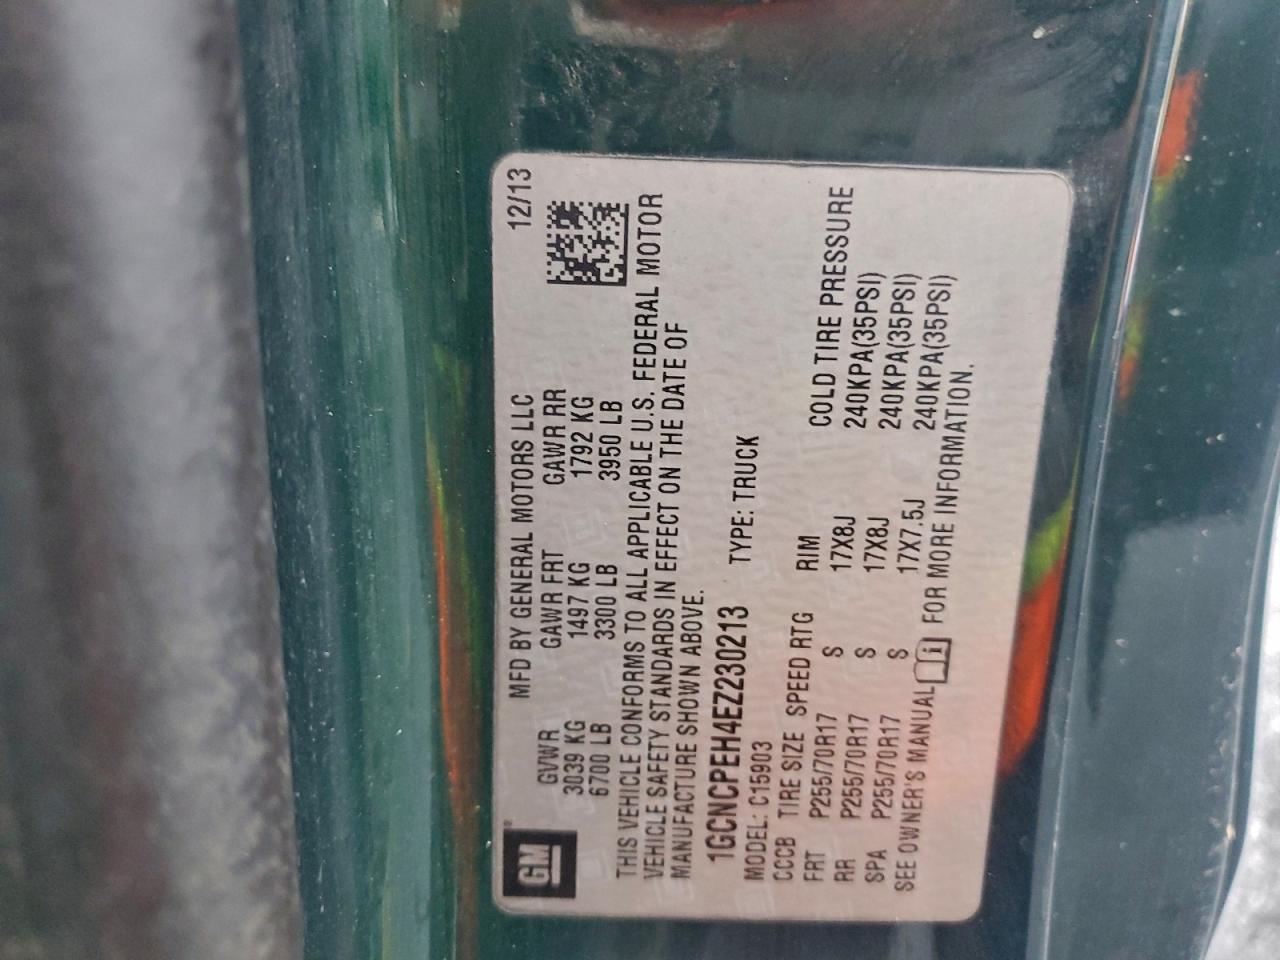 GM
MFD BY GENERAL MOTORS LLC 12/13
GVWR GAWR FRT GAWR RR
3039 KG 1497 KG 1792 KG
6700 LB 3300 LB 3950 LB
THIS VEHICLE CONFORMS TO ALL APPLICABLE U.S. FEDERAL MOTOR
VEHICLE SAFETY STANDARDS IN EFFECT ON THE DATE OF
MANUFACTURE SHOWN ABOVE.
1GCNCPEH4EZ230213 TYPE: TRUCK
MODEL: C15903
CCCB TIRE SIZE SPEED RTG RIM COLD TIRE PRESSURE
FRT P255/70R17 S 17X8J 240KPA(35PSI)
RR P255/70R17 S 17X8J 240KPA(35PSI)
SPA P255/70R17 S 17X7.5J 240KPA(35PSI)
SEE OWNER'S MANUAL i FOR MORE INFORMATION.